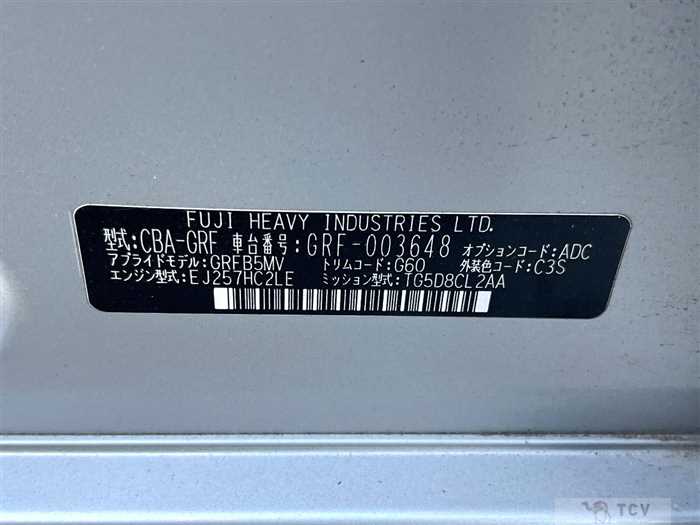 FUJI HEAVY INDUSTRIES LTD.
型式:CBA-GRF 車台番号:GRF-003648 オプションコード:ADC
アプライドモデル:GRFB5MV トリムコード:G60 外装色コード:C3S
エンジン型式:EJ257HC2LE ミッション型式:TG5D8CL2AA
TCV